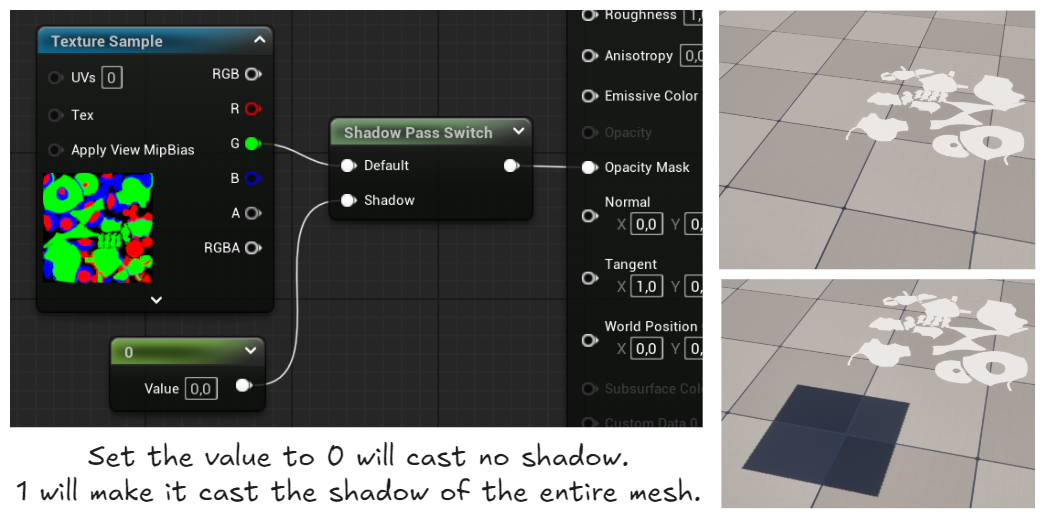 Texture Sample
UVs 0
RGB
R
Tex
G
Apply View MipBias
B
A
RGBA
0
Value 0,0
Shadow Pass Switch
Default
Shadow
Roughness 1,
Anisotropy 0,0
Emissive Color
Opacity
Opacity Mask
Normal
X 0,0 Y 0,
Tangent
X 1,0 Y 0,
World Position
X 0,0 Y 0,
Subsurface Col
Custom Data 0
Set the value to 0 will cast no shadow.
1 will make it cast the shadow of the entire mesh.